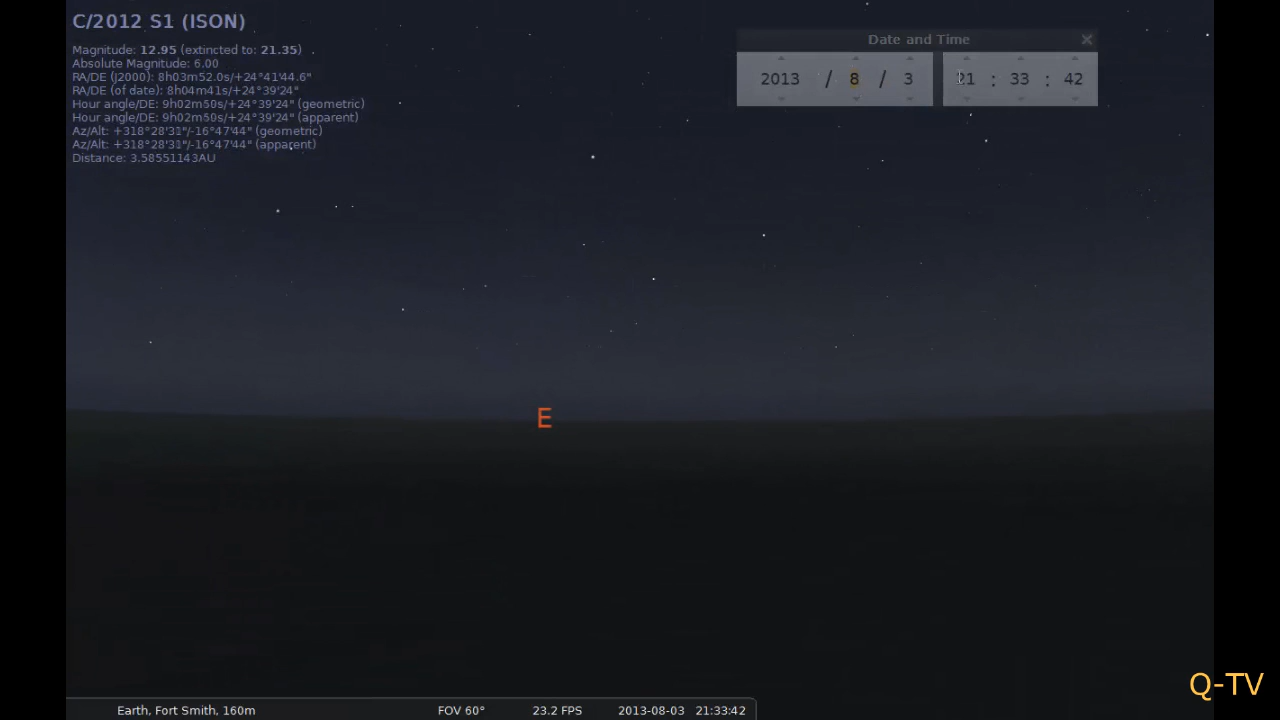 C/2012 S1 (ISON)
Magnitude: 12.95 (extincted to: 21.35)
Absolute Magnitude: 6.00
RA/DE (J2000): 8h03m52.0s/+24°41'44.6"
RA/DE (of date): 8h04m41s/+24°39'24"
Hour angle/DE: 9h02m50s/+24°39'24" (geometric)
Hour angle/DE: 9h02m50s/+24°39'24" (apparent)
Az/Alt: +318°28'31"/-16°47'44" (geometric)
Az/Alt: +318°28'31"/-16°47'44" (apparent)
Distance: 3.58551143AU
Date and Time
2013 / 8 / 3 21 : 33 : 42
E
Q-TV
Earth, Fort Smith, 160m FOV 60° 23.2 FPS 2013-08-03 21:33:42